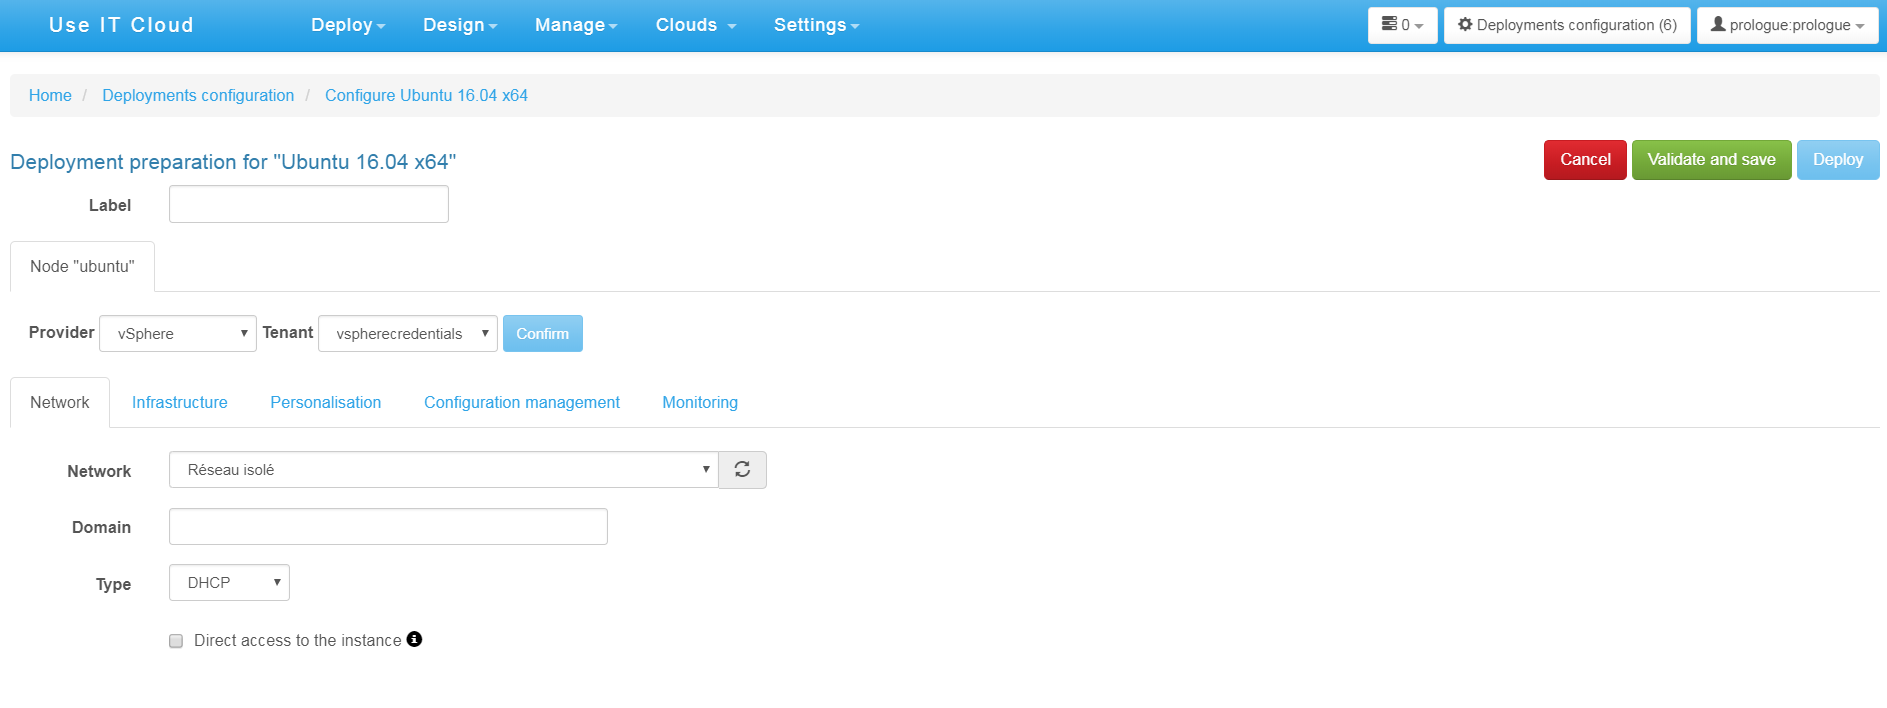 Use IT Cloud Deploy Design Manage Clouds Settings 0 Deployments configuration (6) prologue:prologue
Home / Deployments configuration / Configure Ubuntu 16.04 x64
Deployment preparation for "Ubuntu 16.04 x64" Cancel Validate and save Deploy
Label
Node "ubuntu"
Provider vSphere Tenant vspherecredentials Confirm
Network Infrastructure Personalisation Configuration management Monitoring
Network Réseau isolé
Domain
Type DHCP
Direct access to the instance